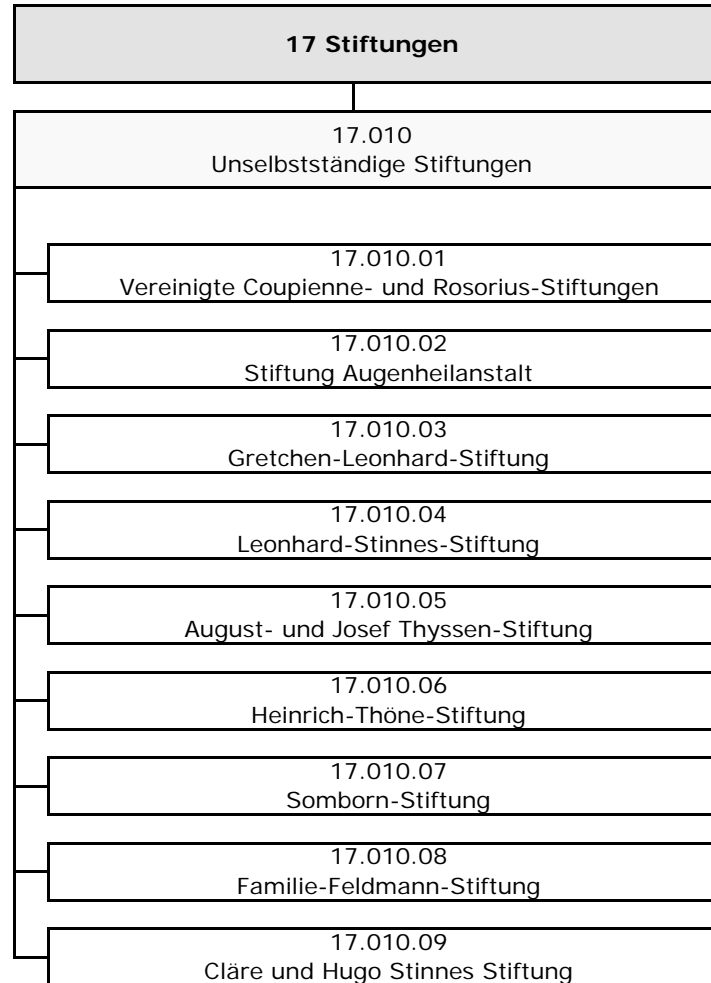 17 Stiftungen
17.010
Unselbstständige Stiftungen
17.010.01
Vereinigte Coupienne- und Rosorius-Stiftungen
17.010.02
Stiftung Augenheilanstalt
17.010.03
Gretchen-Leonhard-Stiftung
17.010.04
Leonhard-Stinnes-Stiftung
17.010.05
August- und Josef Thyssen-Stiftung
17.010.06
Heinrich-Thöne-Stiftung
17.010.07
Somborn-Stiftung
17.010.08
Familie-Feldmann-Stiftung
17.010.09
Cläre und Hugo Stinnes Stiftung